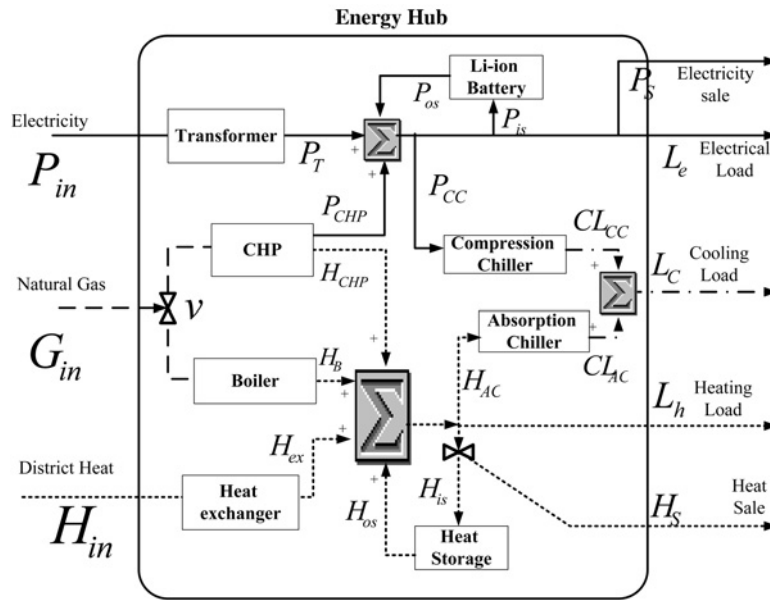 Energy Hub
Li-ion
Battery
P_os
P_is
P_S
Electricity
sale
Electricity
P_in
Transformer
P_T
+
Σ
+
L_e
Electrical
Load
P_CHP
P_CC
CHP
H_CHP
Compression
Chiller
CL_CC
+
Σ
L_C
Cooling
Load
Natural Gas
G_in
v
Absorption
Chiller
+
CL_AC
Boiler
H_B
+
+
Σ
H_AC
L_h
Heating
Load
District Heat
H_in
Heat
exchanger
H_ex
+
+
H_os
H_is
Heat
Storage
H_S
Heat
Sale